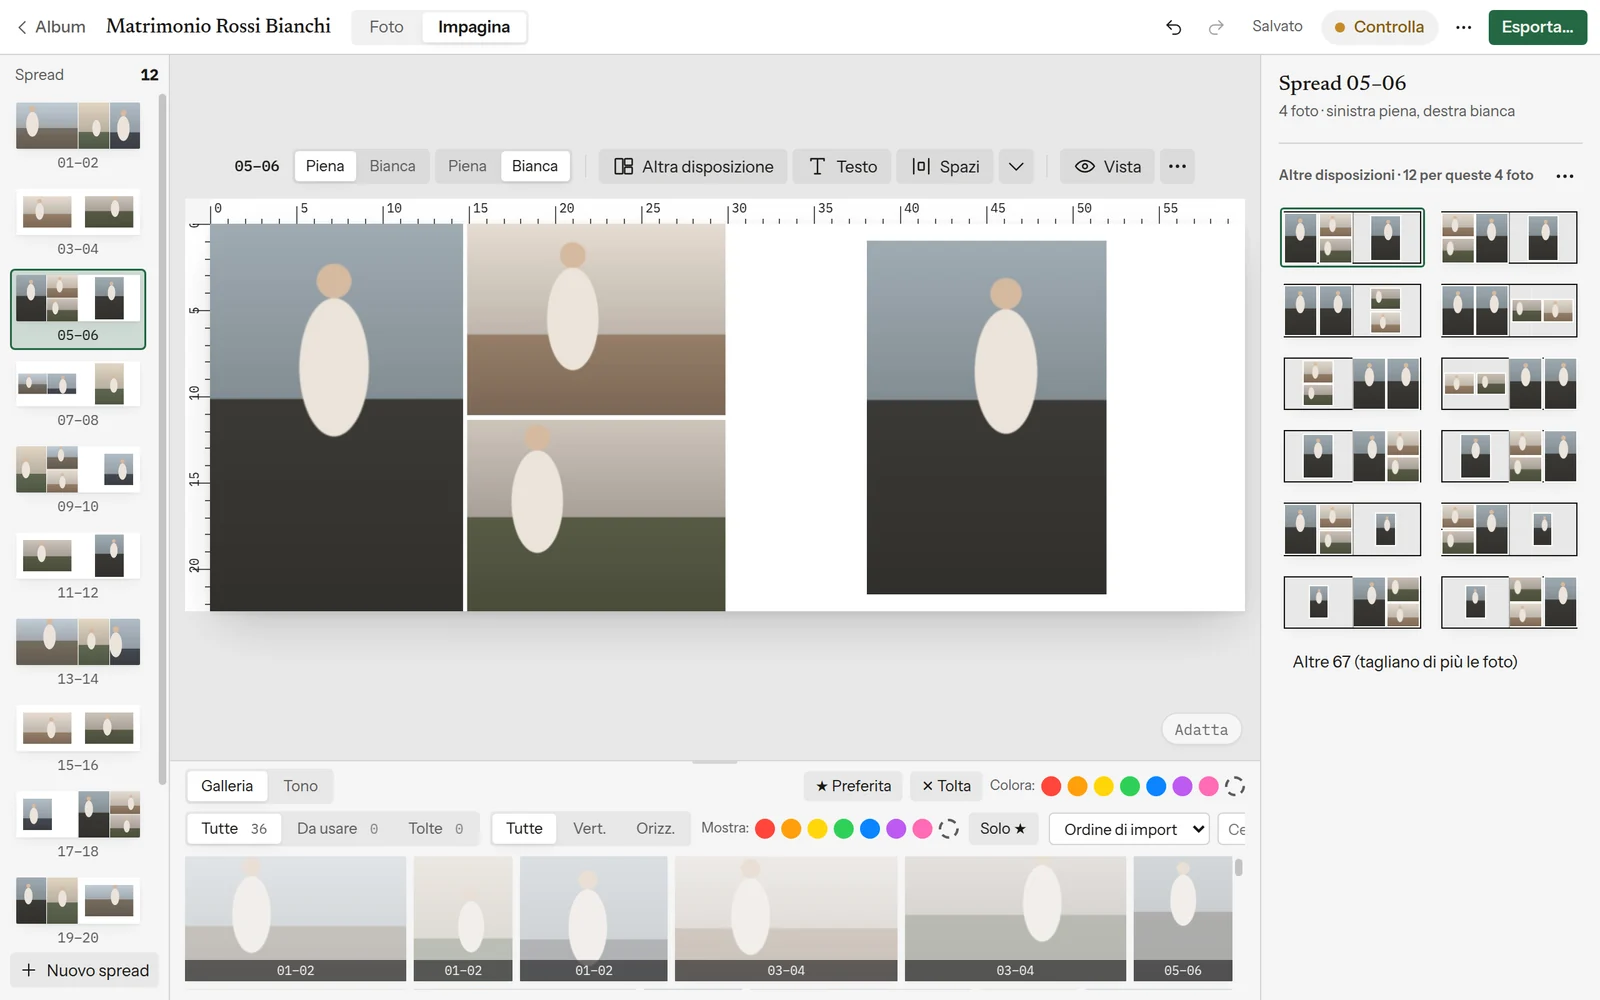 Album
Matrimonio Rossi Bianchi
Foto
Impagina
Salvato
Controlla
Esporta...
Spread
12
01–02
03–04
05–06
07–08
09–10
11–12
13–14
15–16
17–18
19–20
Nuovo spread
05–06
Piena
Bianca
Piena
Bianca
Altra disposizione
Testo
Spazi
Vista
0 5 10 15 20 25 30 35 40 45 50 55
5
10
15
20
Adatta
Galleria
Tono
★ Preferita
✕ Tolta
Colora:
Tutte 36
Da usare 0
Tolte 0
Tutte
Vert.
Orizz.
Mostra:
Solo ★
Ordine di import
Ce
01–02
01–02
01–02
03–04
03–04
05–06
Spread 05–06
4 foto · sinistra piena, destra bianca
Altre disposizioni · 12 per queste 4 foto
Altre 67 (tagliano di più le foto)